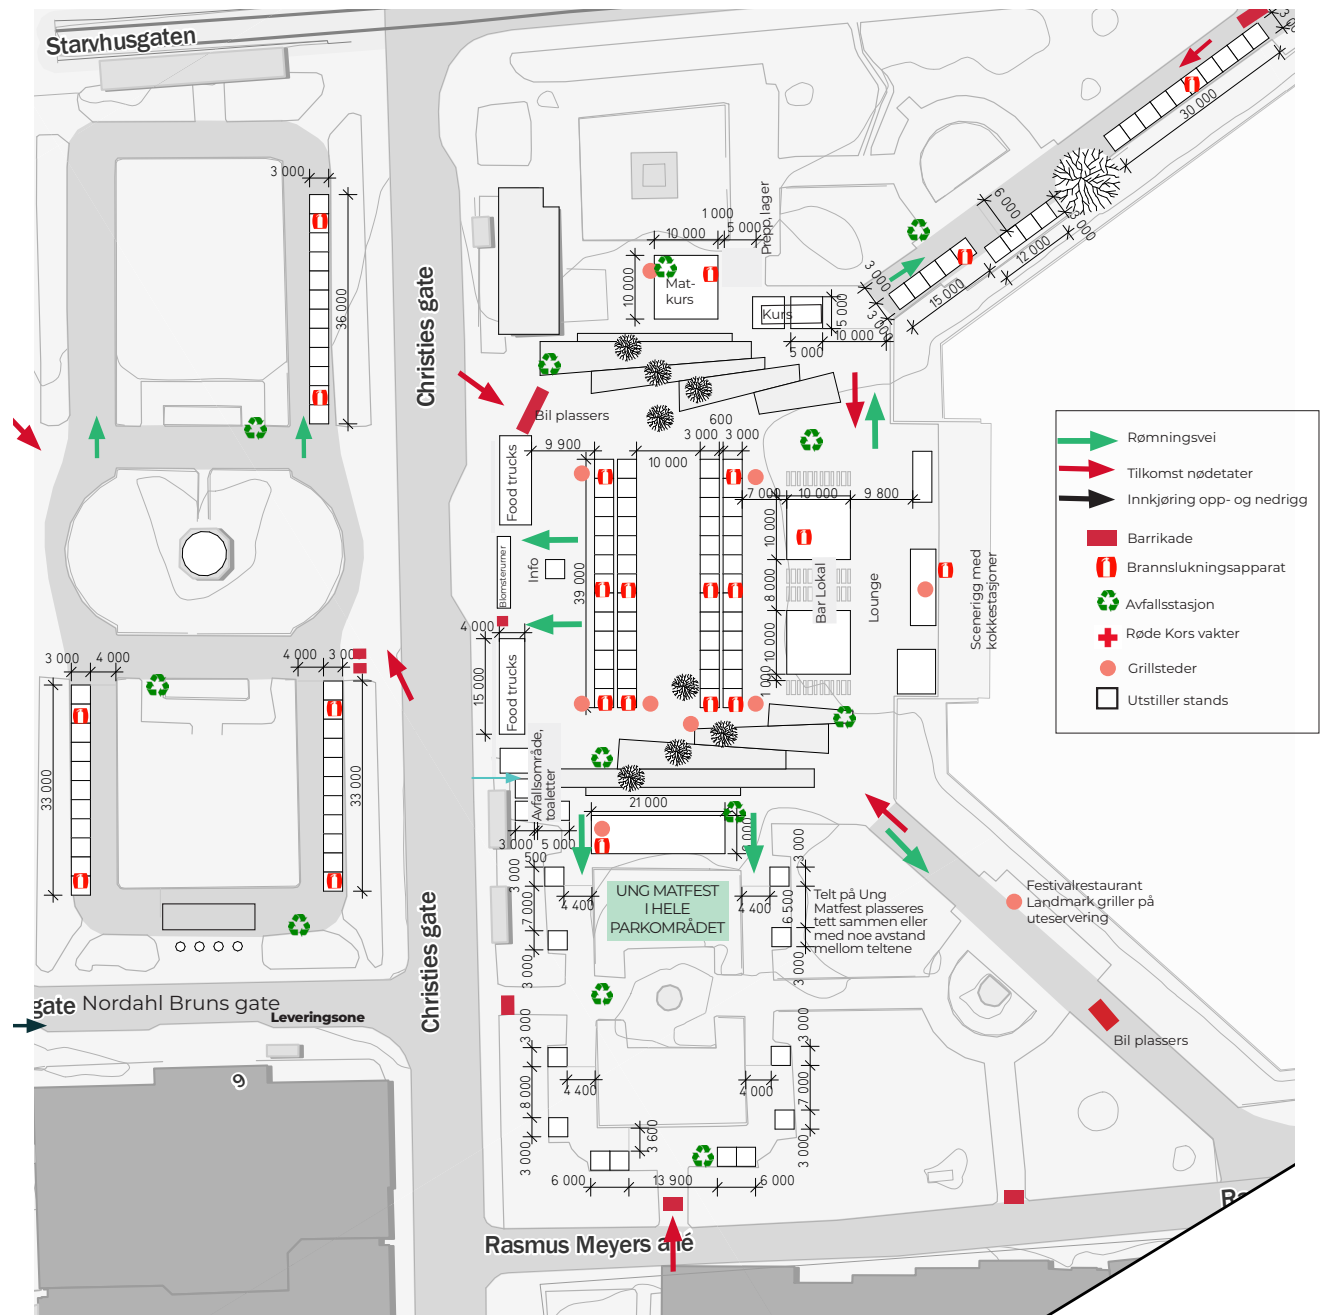 Starvhusgaten
3 000
36 000
Christies gate
1 000
10 000
5 000
Prepp, lager
10 000
Mat-
kurs
Kurs
5 000
5 000
10 000
3 000
3 000
15 000
6 000
12 000
3 000
30 000
Bil plassers
Food trucks
9 900
10 000
600
3 000
3 000
7 000
10 000
9 800
10 000
8 000
10 000
1 000
Bar Lokal
Lounge
Scenerigg med
kokkestasjoner
39 000
Info
Blomstertunner
4 000
15 000
Food trucks
Rømningsvei
Tilkomst nødetater
Innkjøring opp- og nedrigg
Barrikade
Brannslukningsapparat
Avfallsstasjon
Røde Kors vakter
Grillsteder
Utstiller stands
3 000
4 000
4 000
33 000
33 000
Avfallsområde,
toaletter
21 000
3 000
5 000
500
3 000
7 000
3 000
4 400
UNG MATFEST
I HELE
PARKOMRÅDET
4 400
3 000
6 500
3 000
Telt på Ung
Matfest plasseres
tett sammen eller
med noe avstand
mellom teltene
Festivalrestaurant
Landmark griller på
uteservering
Bil plassers
Christies gate
gate
Nordahl Bruns gate
Leveringsone
9
3 000
8 000
3 000
4 400
4 000
3 000
7 000
3 000
3 600
6 000
13 900
6 000
Rasmus Meyers allé